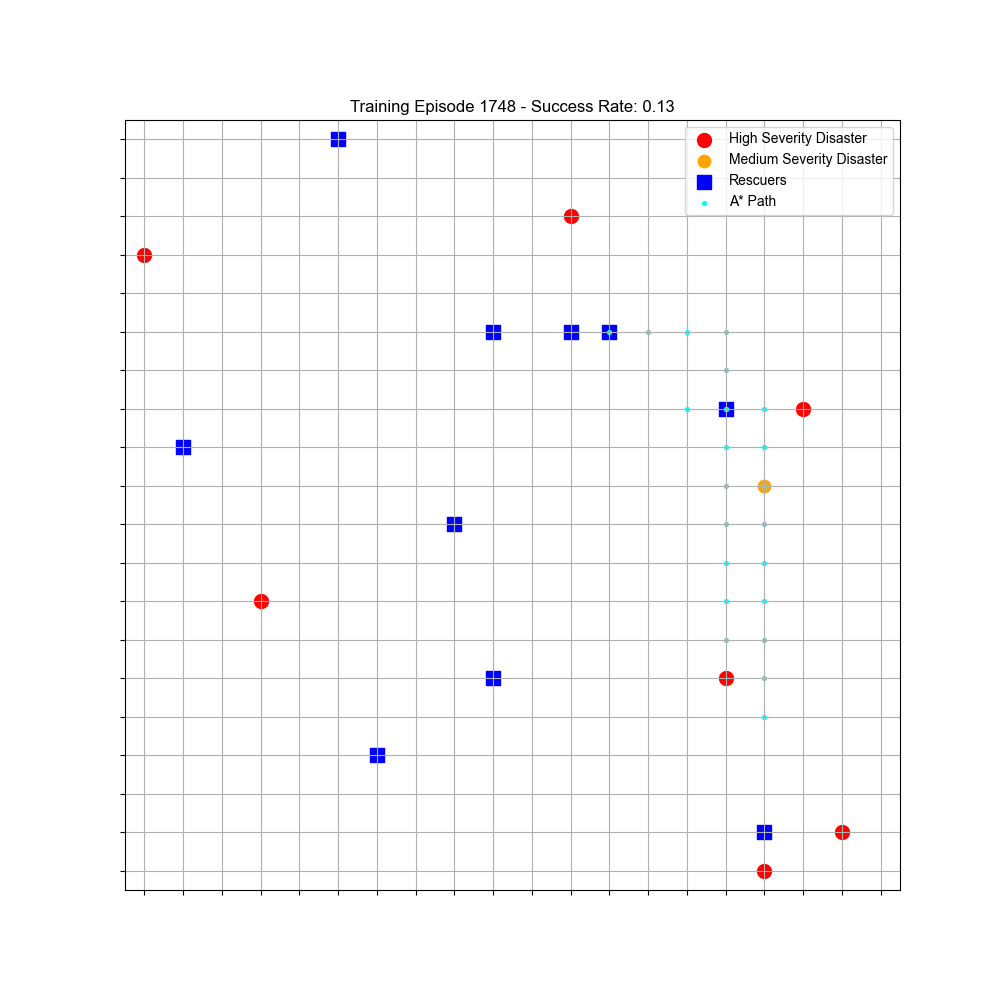 Training Episode 1748 - Success Rate: 0.13
High Severity Disaster
Medium Severity Disaster
Rescuers
A* Path